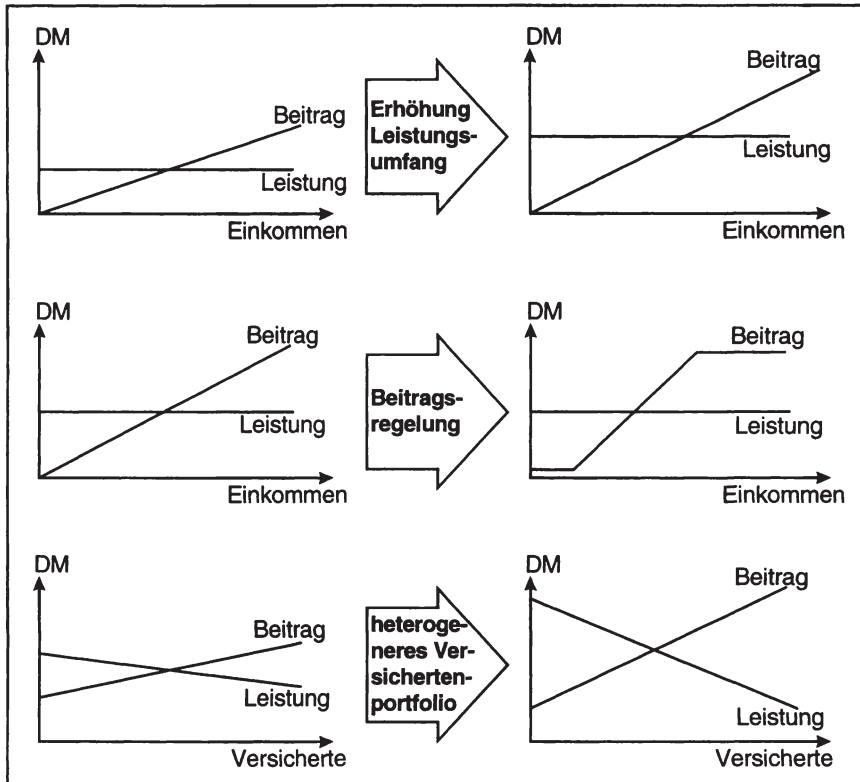 DM
Beitrag
Leistung
Einkommen
Erhöhung
Leistungs-
umfang
DM
Beitrag
Leistung
Einkommen
DM
Beitrag
Leistung
Einkommen
Beitrags-
regelung
DM
Beitrag
Leistung
Einkommen
DM
Beitrag
Leistung
Versicherte
heteroge-
neres Ver-
sicherten-
portfolio
DM
Beitrag
Leistung
Versicherte